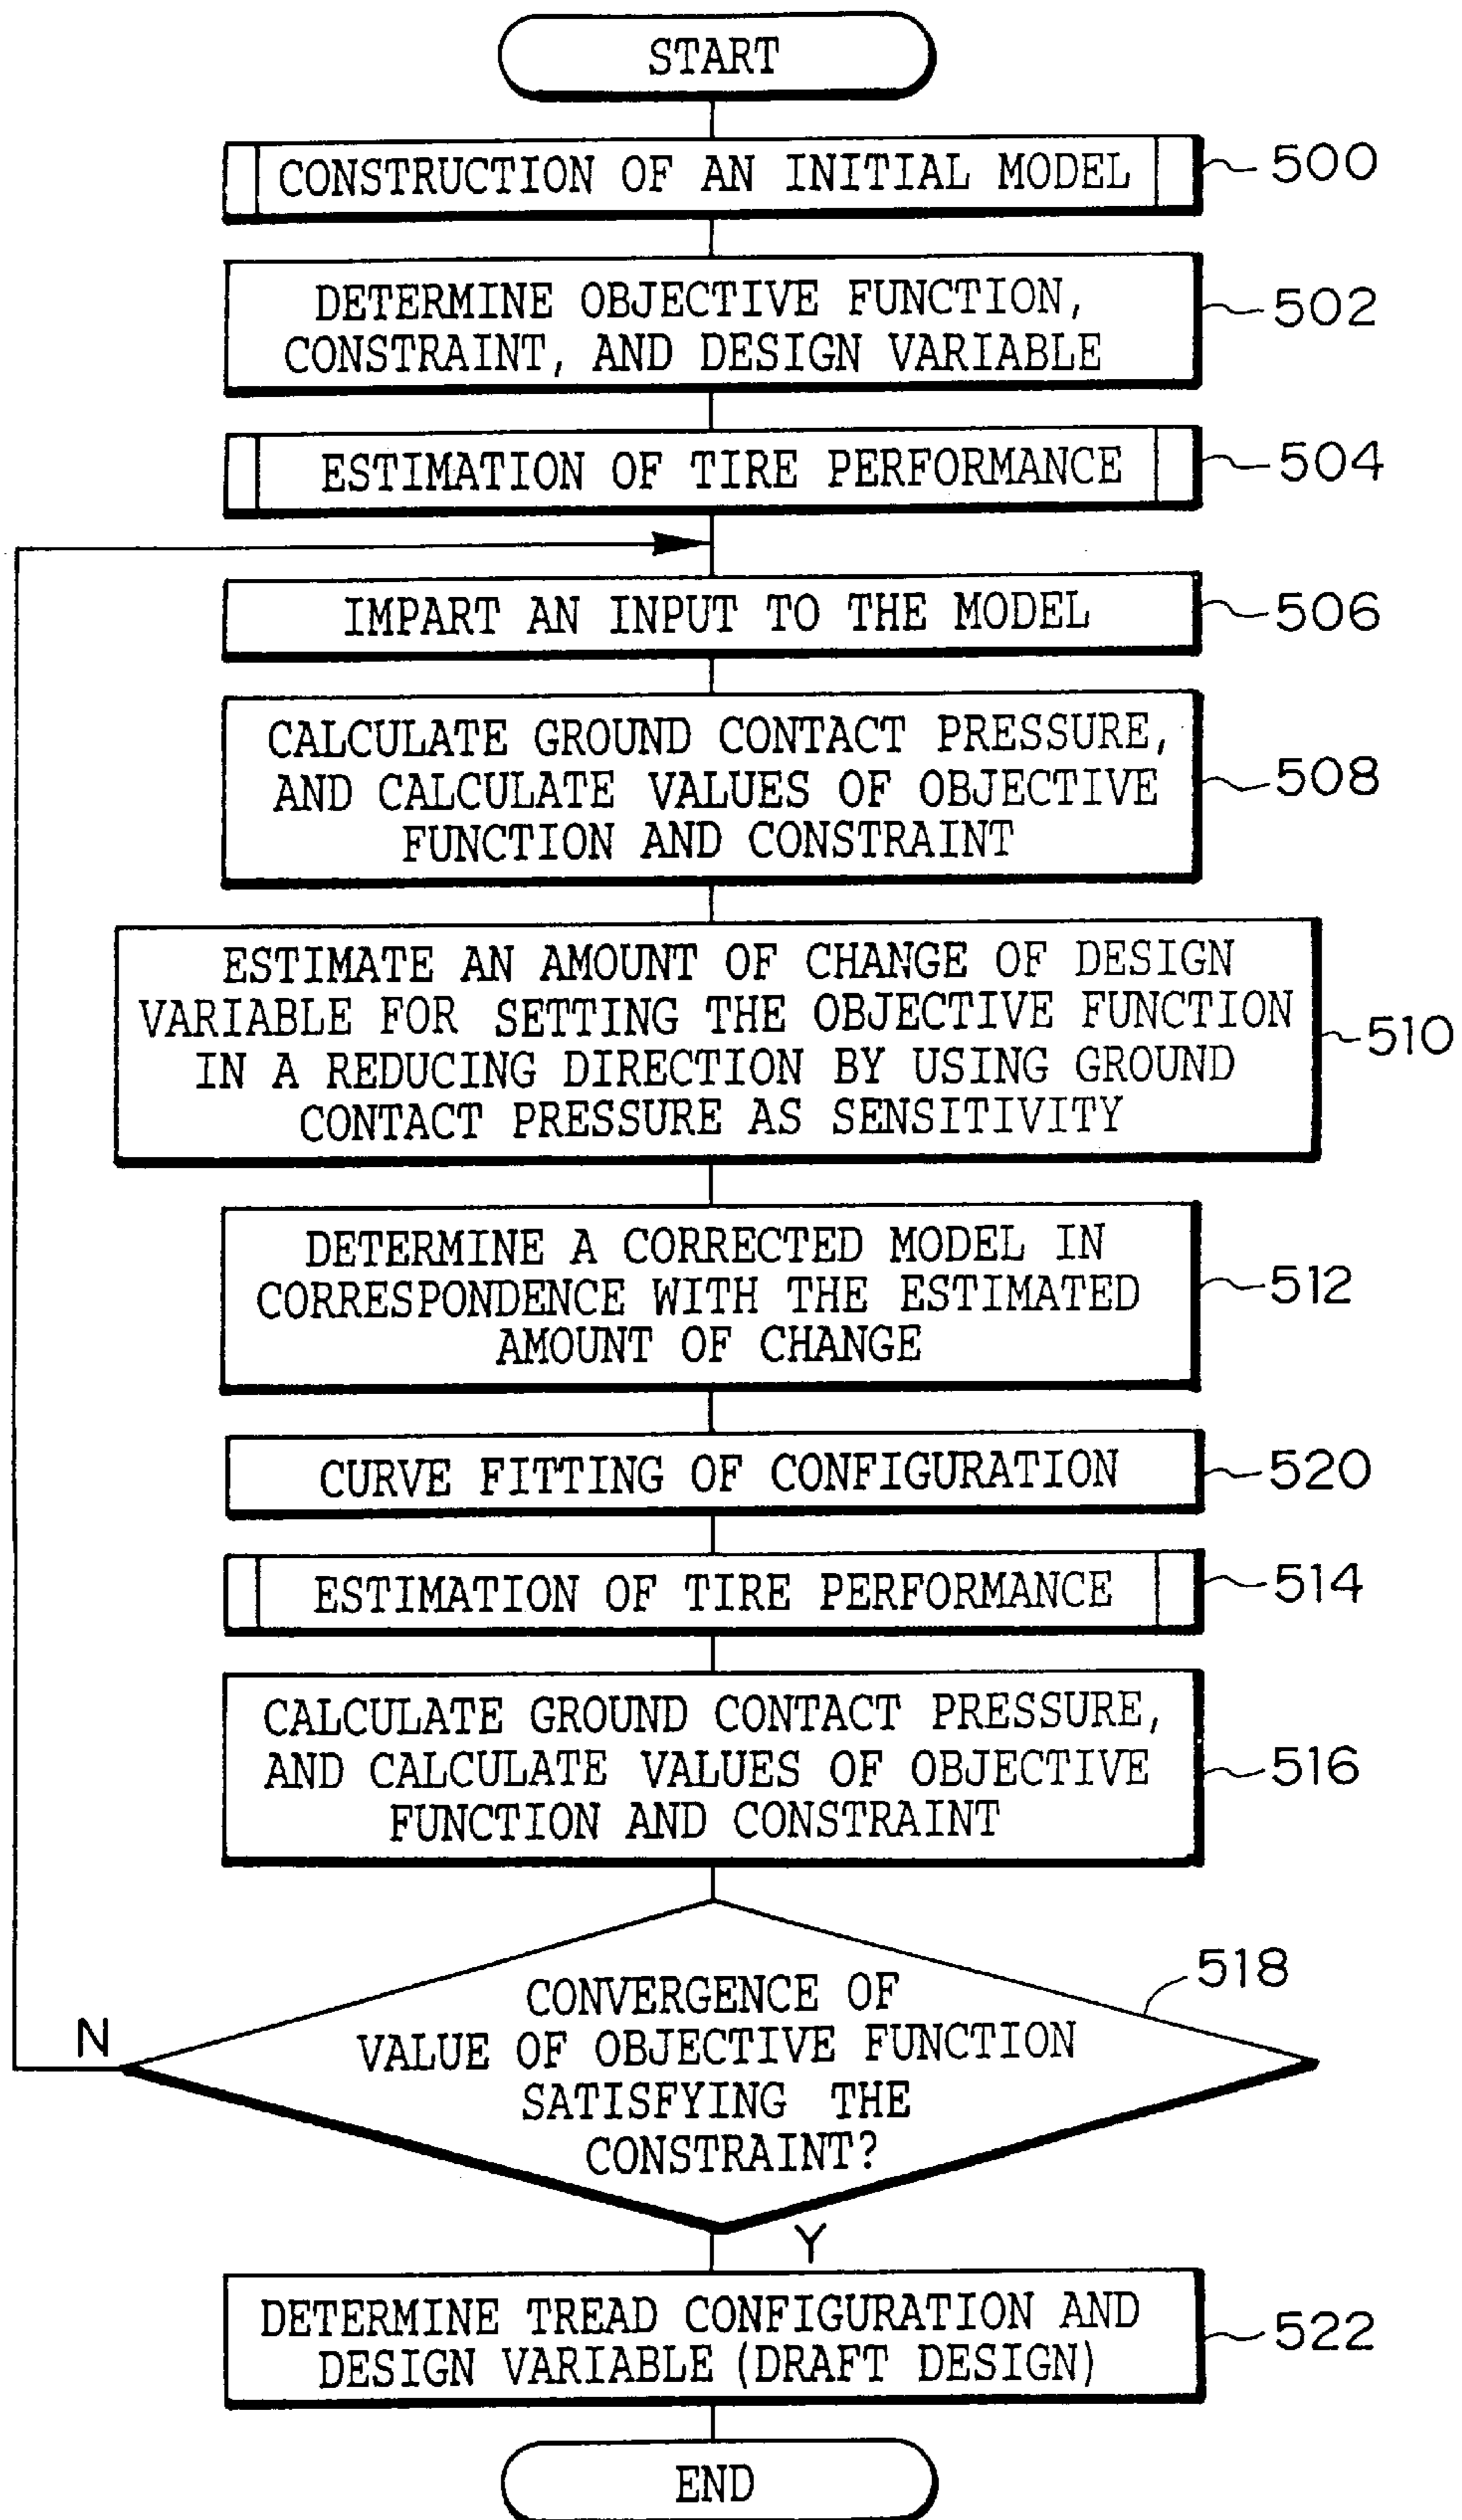 START
CONSTRUCTION OF AN INITIAL MODEL
500
DETERMINE OBJECTIVE FUNCTION,
CONSTRAINT, AND DESIGN VARIABLE
502
ESTIMATION OF TIRE PERFORMANCE
504
IMPART AN INPUT TO THE MODEL
506
CALCULATE GROUND CONTACT PRESSURE,
AND CALCULATE VALUES OF OBJECTIVE
FUNCTION AND CONSTRAINT
508
ESTIMATE AN AMOUNT OF CHANGE OF DESIGN
VARIABLE FOR SETTING THE OBJECTIVE FUNCTION
IN A REDUCING DIRECTION BY USING GROUND
CONTACT PRESSURE AS SENSITIVITY
510
DETERMINE A CORRECTED MODEL IN
CORRESPONDENCE WITH THE ESTIMATED
AMOUNT OF CHANGE
512
CURVE FITTING OF CONFIGURATION
520
ESTIMATION OF TIRE PERFORMANCE
514
CALCULATE GROUND CONTACT PRESSURE,
AND CALCULATE VALUES OF OBJECTIVE
FUNCTION AND CONSTRAINT
516
CONVERGENCE OF
VALUE OF OBJECTIVE FUNCTION
SATISFYING THE
CONSTRAINT?
518
N
Y
DETERMINE TREAD CONFIGURATION AND
DESIGN VARIABLE (DRAFT DESIGN)
522
END